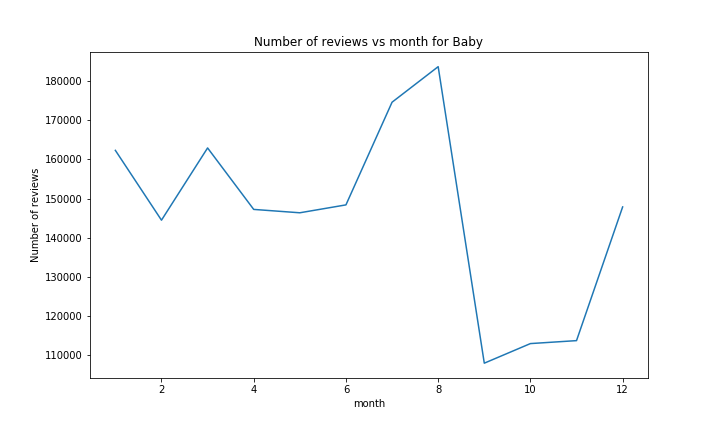 Number of reviews vs month for Baby
Number of reviews
180000
170000
160000
150000
140000
130000
120000
110000
2 4 6 8 10 12
month